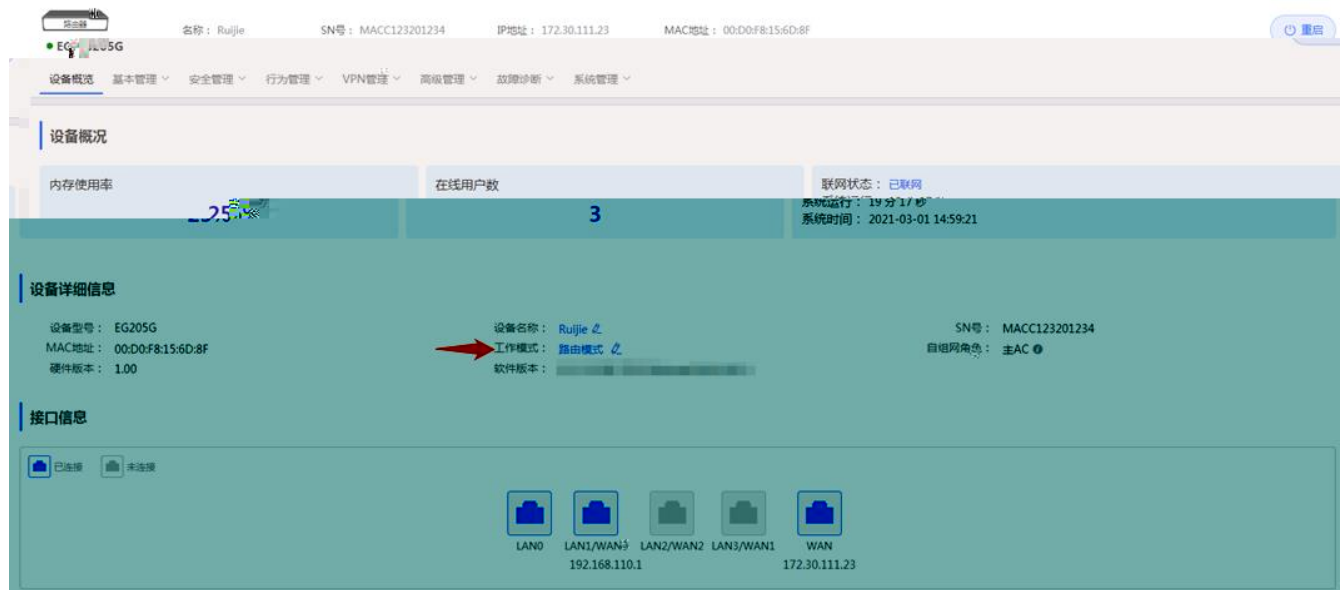 路由器
名称： Ruijie SN号： MACC123201234 IP地址： 172.30.111.23 MAC地址： 00:D0:F8:15:6D:8F 重启
设备概览 基本管理 安全管理 行为管理 VPN管理 高级管理 故障诊断 系统管理
设备概况
内存使用率 在线用户数 联网状态： 已联网
3 系统运行： 19 分 17 秒
系统时间： 2021-03-01 14:59:21
设备详细信息
设备型号： EG205G 设备名称： Ruijie SN号： MACC123201234
MAC地址： 00:D0:F8:15:6D:8F 工作模式： 路由模式 自组网角色： 主AC
硬件版本： 1.00 软件版本：
接口信息
已连接 未连接
LAN0 LAN1/WAN3 LAN2/WAN2 LAN3/WAN1 WAN
192.168.110.1 172.30.111.23